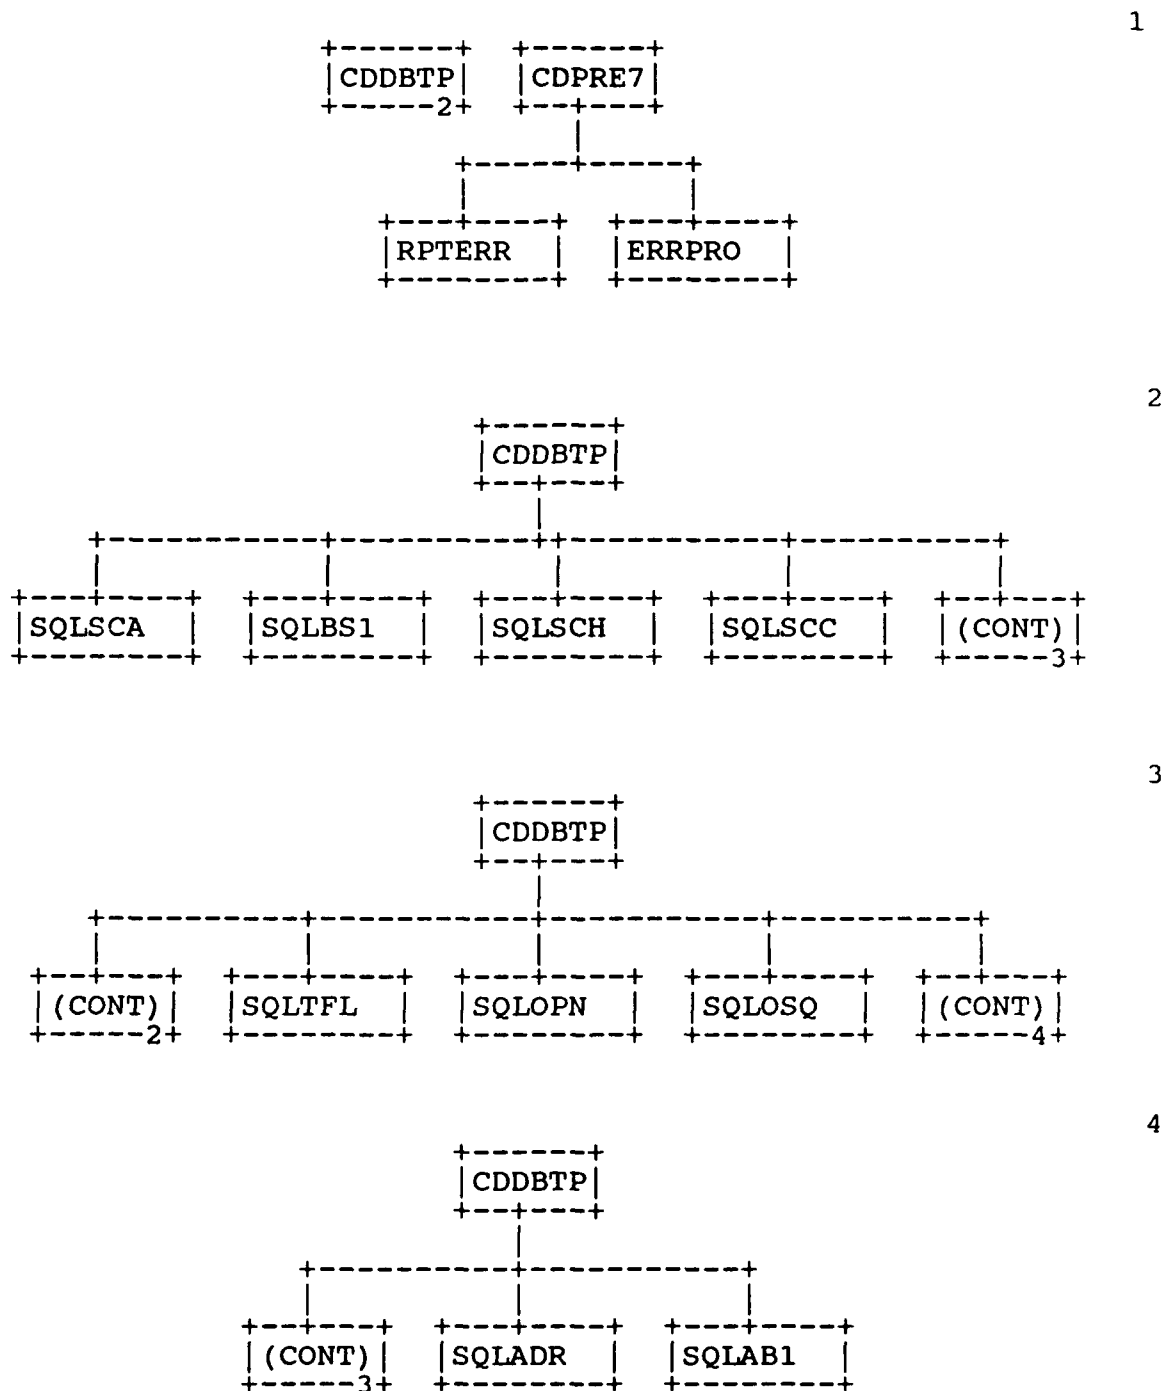 1
CDDBTP CDPRE7
2
RPTERR ERRPRO
2
CDDBTP
SQLSCA SQLBS1 SQLSCH SQLSCC (CONT)
3
3
CDDBTP
(CONT) SQLTFL SQLOPN SQLOSQ (CONT)
2 4
4
CDDBTP
(CONT) SQLADR SQLAB1
3